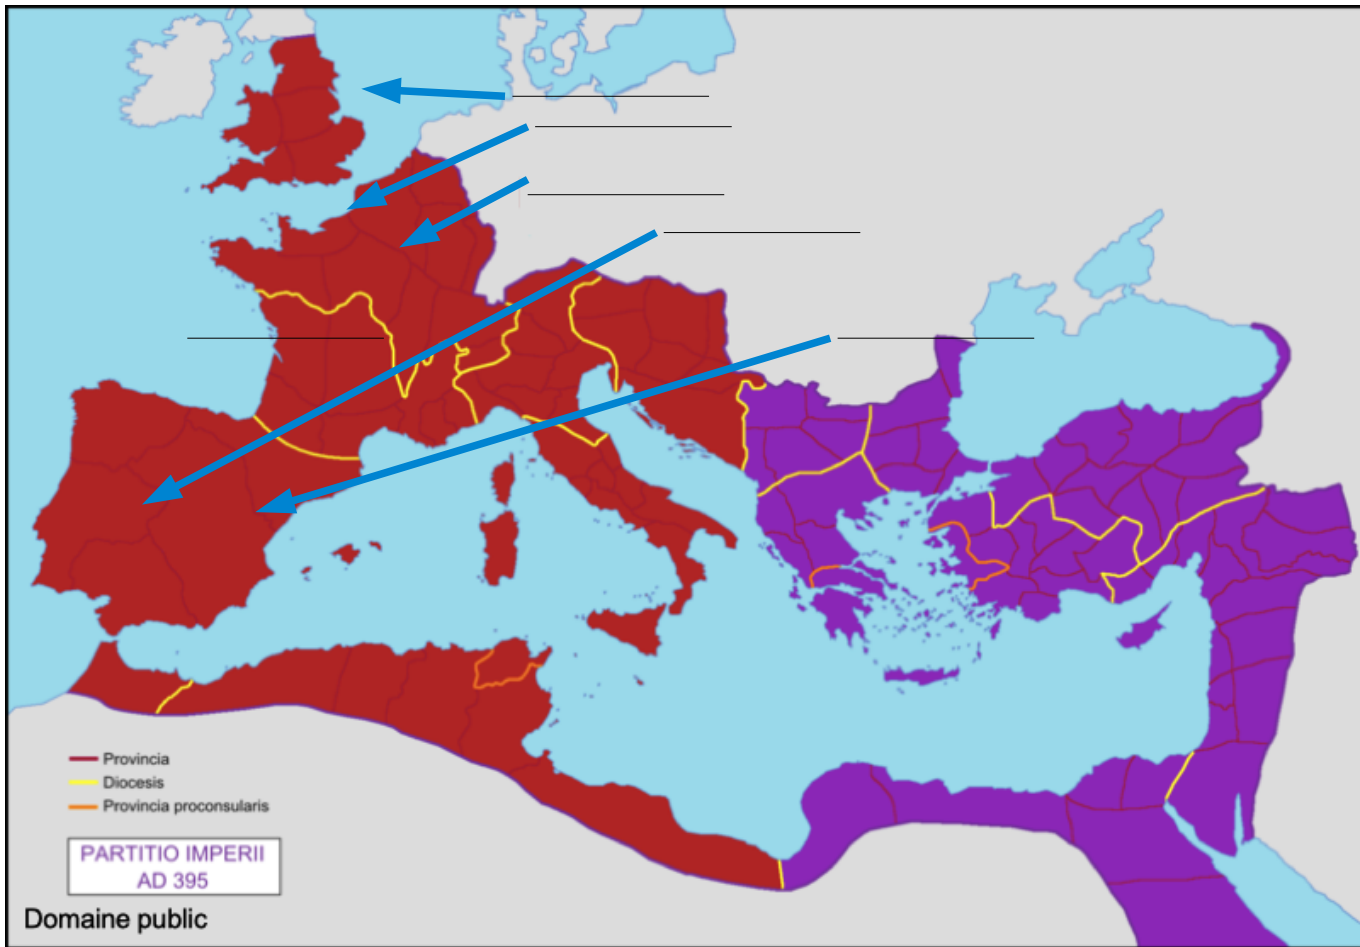 Provincia
Diocesis
Provincia proconsularis
PARTITIO IMPERII
AD 395
Domaine public